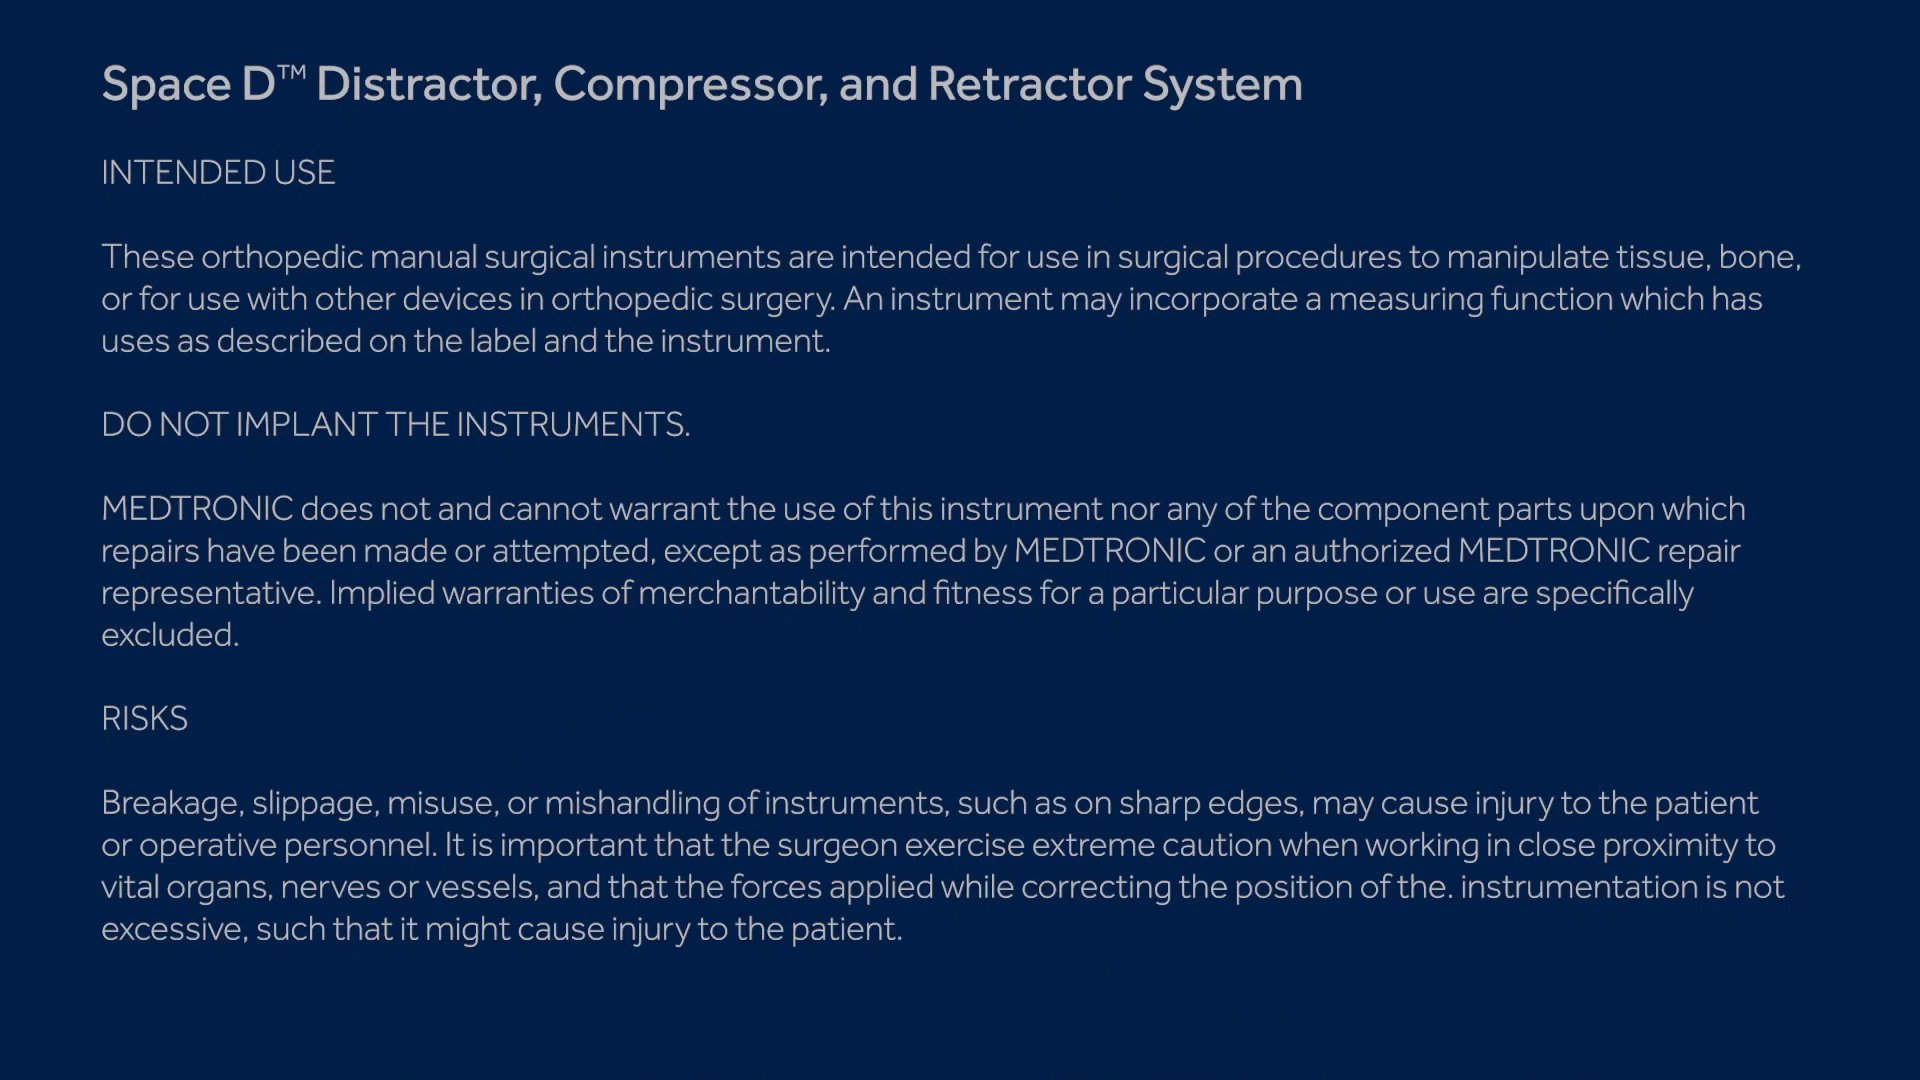 Space D™ Distractor, Compressor, and Retractor System
INTENDED USE
These orthopedic manual surgical instruments are intended for use in surgical procedures to manipulate tissue, bone,
or for use with other devices in orthopedic surgery. An instrument may incorporate a measuring function which has
uses as described on the label and the instrument.
DO NOT IMPLANT THE INSTRUMENTS.
MEDTRONIC does not and cannot warrant the use of this instrument nor any of the component parts upon which
repairs have been made or attempted, except as performed by MEDTRONIC or an authorized MEDTRONIC repair
representative. Implied warranties of merchantability and fitness for a particular purpose or use are specifically
excluded.
RISKS
Breakage, slippage, misuse, or mishandling of instruments, such as on sharp edges, may cause injury to the patient
or operative personnel. It is important that the surgeon exercise extreme caution when working in close proximity to
vital organs, nerves or vessels, and that the forces applied while correcting the position of the. instrumentation is not
excessive, such that it might cause injury to the patient.